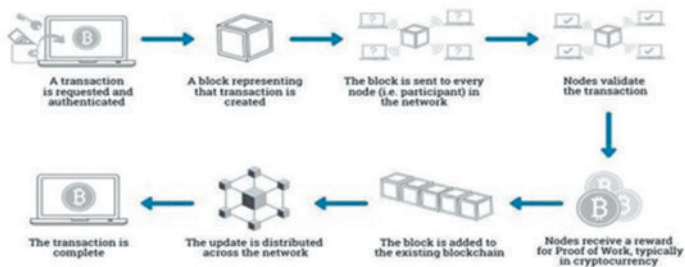 A transaction
is requested and
authenticated
A block representing
that transaction is
created
The block is sent to every
node (i.e. participant) in
the network
Nodes validate
the transaction
Nodes receive a reward
for Proof of Work, typically
in cryptocurrency
The block is added to the
existing blockchain
The update is distributed
across the network
The transaction is
complete